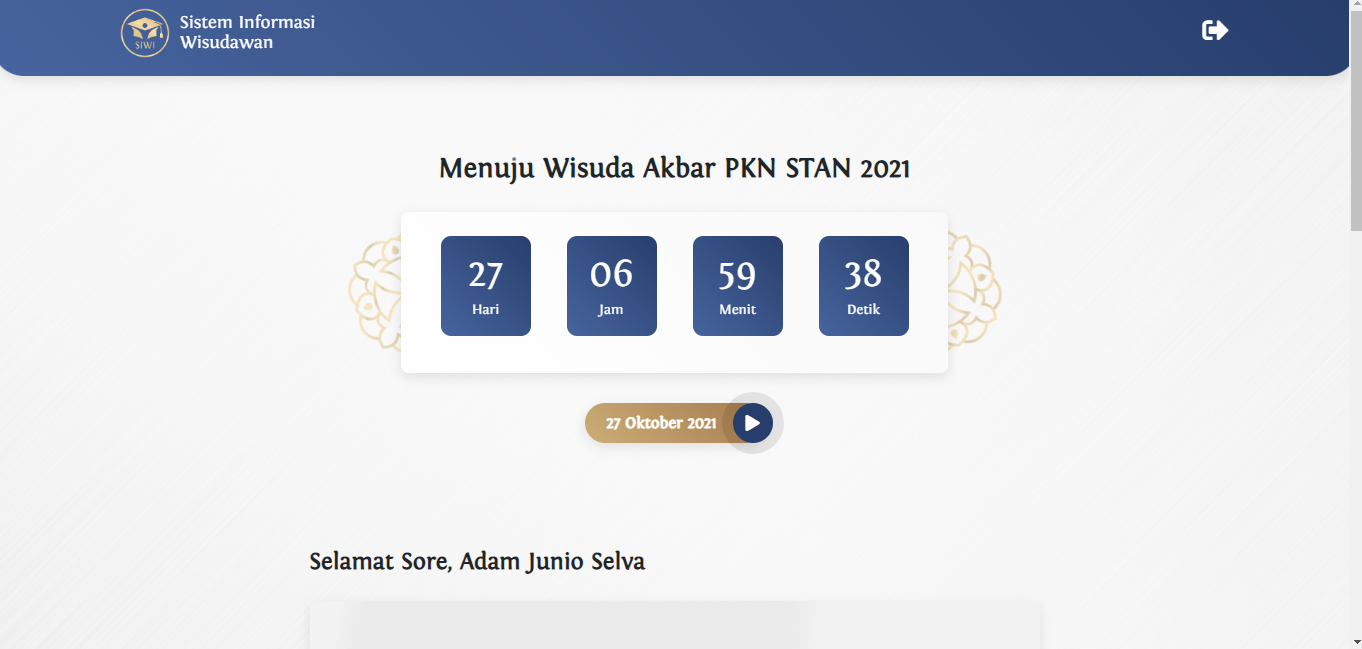 SIWI
Sistem Informasi
Wisudawan
Menuju Wisuda Akbar PKN STAN 2021
27
Hari
06
Jam
59
Menit
38
Detik
27 Oktober 2021
Selamat Sore, Adam Junio Selva